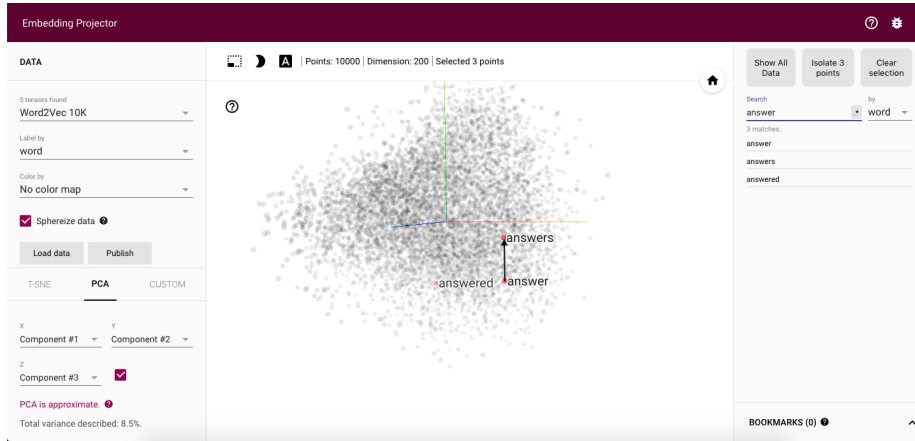 Embedding Projector
DATA
5 tensors found
Word2Vec 10K
Label by
word
Color by
No color map
Sphereize data
Load data
Publish
T-SNE
PCA
CUSTOM
X
Component #1
Y
Component #2
Z
Component #3
PCA is approximate.
Total variance described: 8.5%.
A
Points: 10000 | Dimension: 200 | Selected 3 points
answers
answered
answer
Show All Data
Isolate 3 points
Clear selection
Search
answer
.*
by
word
3 matches.
answer
answers
answered
BOOKMARKS (0)